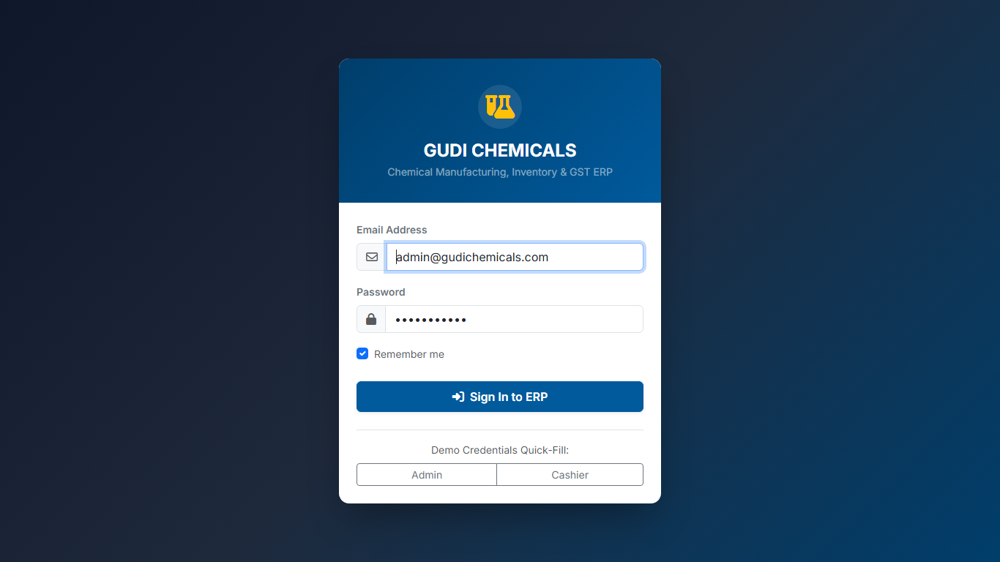 GUDI CHEMICALS
Chemical Manufacturing, Inventory & GST ERP
Email Address
admin@gudichemicals.com
Password
•••••••••••
Remember me
Sign In to ERP
Demo Credentials Quick-Fill:
Admin
Cashier